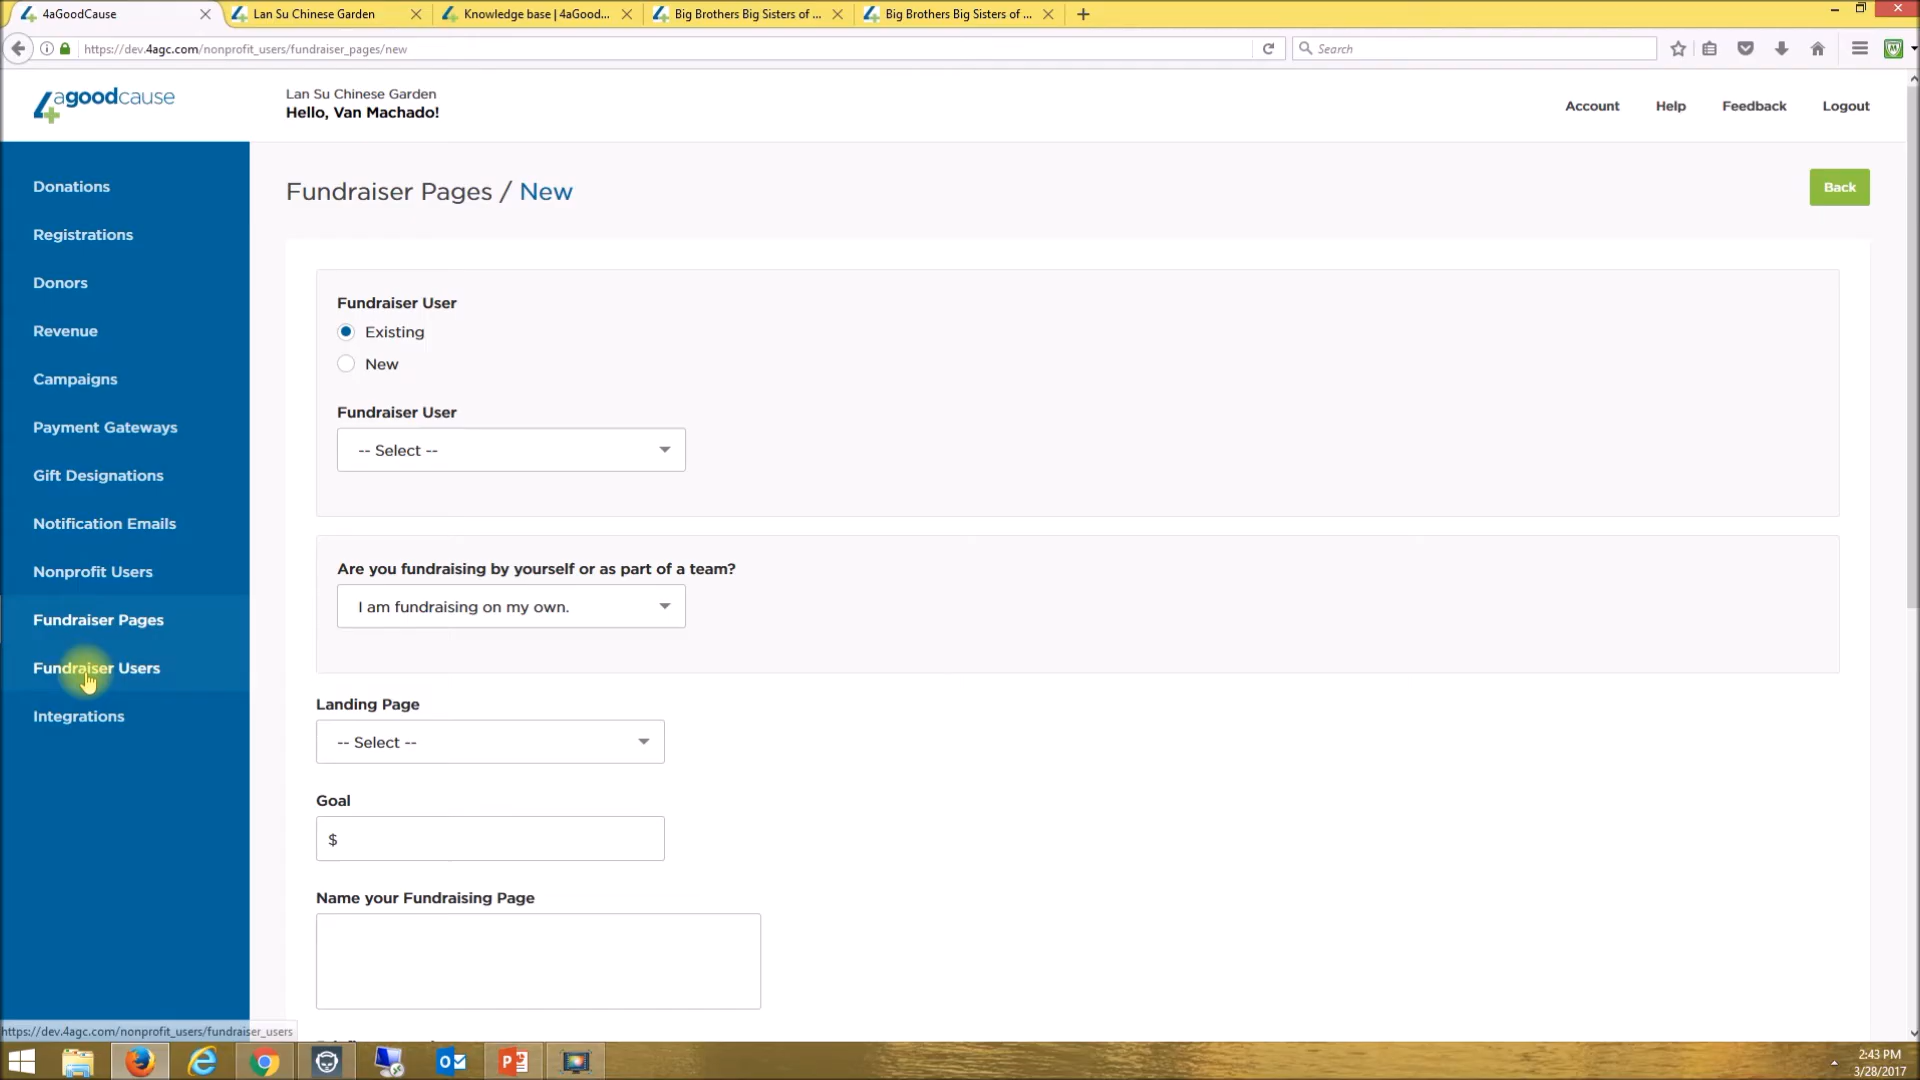 4aGoodCause
Lan Su Chinese Garden
Knowledge base | 4aGood...
Big Brothers Big Sisters of ...
Big Brothers Big Sisters of ...
https://dev.4agc.com/nonprofit_users/fundraiser_pages/new
Search
4agoodcause
Lan Su Chinese Garden
Hello, Van Machado!
Account
Help
Feedback
Logout
Donations
Registrations
Donors
Revenue
Campaigns
Payment Gateways
Gift Designations
Notification Emails
Nonprofit Users
Fundraiser Pages
Fundraiser Users
Integrations
Fundraiser Pages / New
Back
Fundraiser User
Existing
New
Fundraiser User
-- Select --
Are you fundraising by yourself or as part of a team?
I am fundraising on my own.
Landing Page
-- Select --
Goal
$
Name your Fundraising Page
https://dev.4agc.com/nonprofit_users/fundraiser_users
2:43 PM
3/28/2017